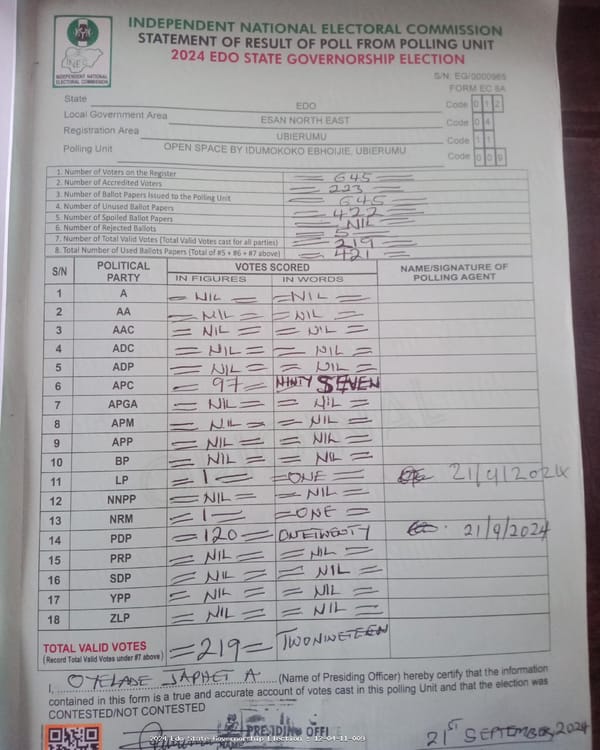 INDEPENDENT NATIONAL ELECTORAL COMMISSION
STATEMENT OF RESULT OF POLL FROM POLLING UNIT
2024 EDO STATE GOVERNORSHIP ELECTION
INEC
INDEPENDENT NATIONAL ELECTORAL COMMISSION
S/N: EG/0000985
FORM EC 8A
State EDO Code 0 1 2
Local Government Area ESAN NORTH EAST Code 0 4
Registration Area UBIERUMU Code 1 1
Polling Unit OPEN SPACE BY IDUMOKOKO EBHOIJIE, UBIERUMU Code 0 0 9
1. Number of Voters on the Register = 645 =
2. Number of Accredited Voters = 223 =
3. Number of Ballot Papers Issued to the Polling Unit = 645 =
4. Number of Unused Ballot Papers = 422 =
5. Number of Spoiled Ballot Papers = NIL =
6. Number of Rejected Ballots = 5 =
7. Number of Total Valid Votes (Total Valid Votes cast for all parties) = 219 =
8. Total Number of Used Ballots Papers (Total of #5 + #6 + #7 above) = 421 =
S/N POLITICAL PARTY VOTES SCORED NAME/SIGNATURE OF POLLING AGENT
IN FIGURES IN WORDS
1 A = NIL = = NIL =
2 AA = NIL = = NIL =
3 AAC = NIL = = NIL =
4 ADC = NIL = = NIL =
5 ADP = NIL = = NIL =
6 APC = 97 = NINTY SEVEN
7 APGA = NIL = = NIL =
8 APM = NIL = = NIL =
9 APP = NIL = = NIL =
10 BP = NIL = = NIL =
11 LP = 1 = = ONE = 21/9/2024
12 NNPP = NIL = = NIL =
13 NRM = 1 = = ONE =
14 PDP = 120 = ONETWENTY 21/9/2024
15 PRP = NIL = = NIL =
16 SDP = NIL = = NIL =
17 YPP = NIL = = NIL =
18 ZLP = NIL = = NIL =
TOTAL VALID VOTES = 219 = TWONINETEEN
(Record Total Valid Votes under #7 above)
I, OYELADE JAPHET A. (Name of Presiding Officer) hereby certify that the information
contained in this form is a true and accurate account of votes cast in this polling Unit and that the election was
CONTESTED/NOT CONTESTED
PRESIDING OFFI
21ST SEPTEMBER, 2024
2024 Edo State Governorship Election - 12-04-11-009